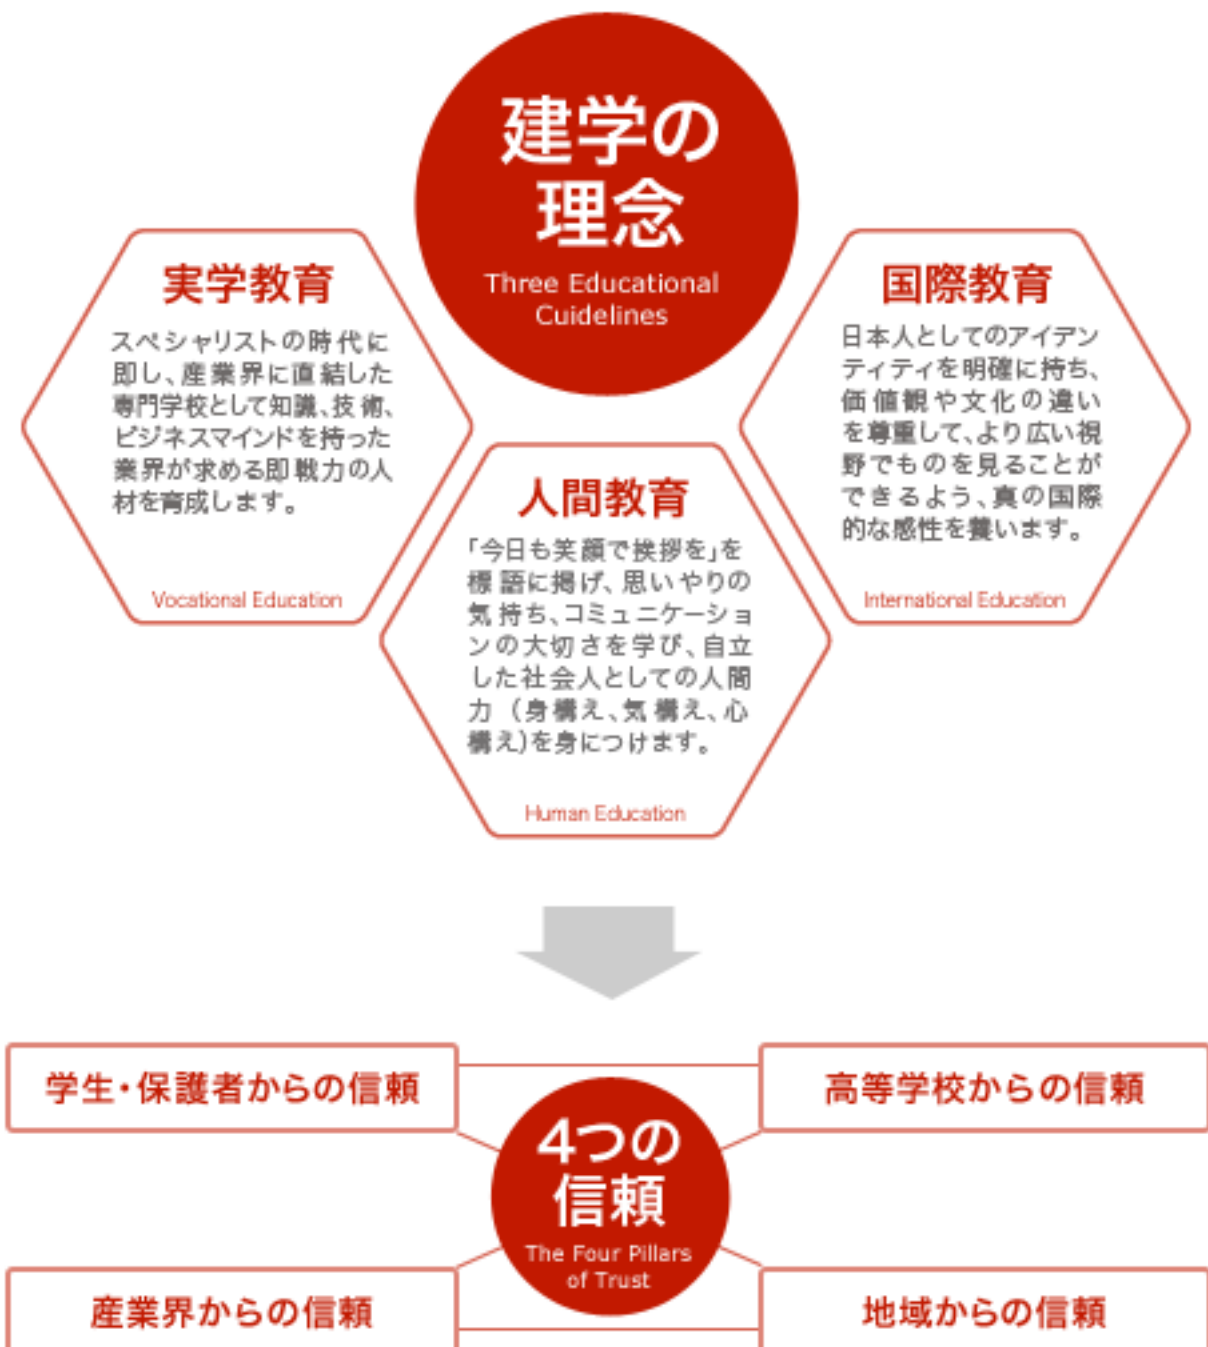 建学の
理念
Three Educational
Cuidelines
実学教育
スペシャリストの時代に
即し、産業界に直結した
専門学校として知識、技術、
ビジネスマインドを持った
業界が求める即戦力の人
材を育成します。
Vocational Education
国際教育
日本人としてのアイデン
ティティを明確に持ち、
価値観や文化の違い
を尊重して、より広い視
野でものを見ることが
できるよう、真の国際
的な感性を養います。
International Education
人間教育
「今日も笑顔で挨拶を」を
標語に掲げ、思いやりの
気持ち、コミュニケーショ
ンの大切さを学び、自立
した社会人としての人間
力（身構え、気構え、心
構え)を身につけます。
Human Education
学生・保護者からの信頼
高等学校からの信頼
4つの
信頼
The Four Pillars
of Trust
産業界からの信頼
地域からの信頼